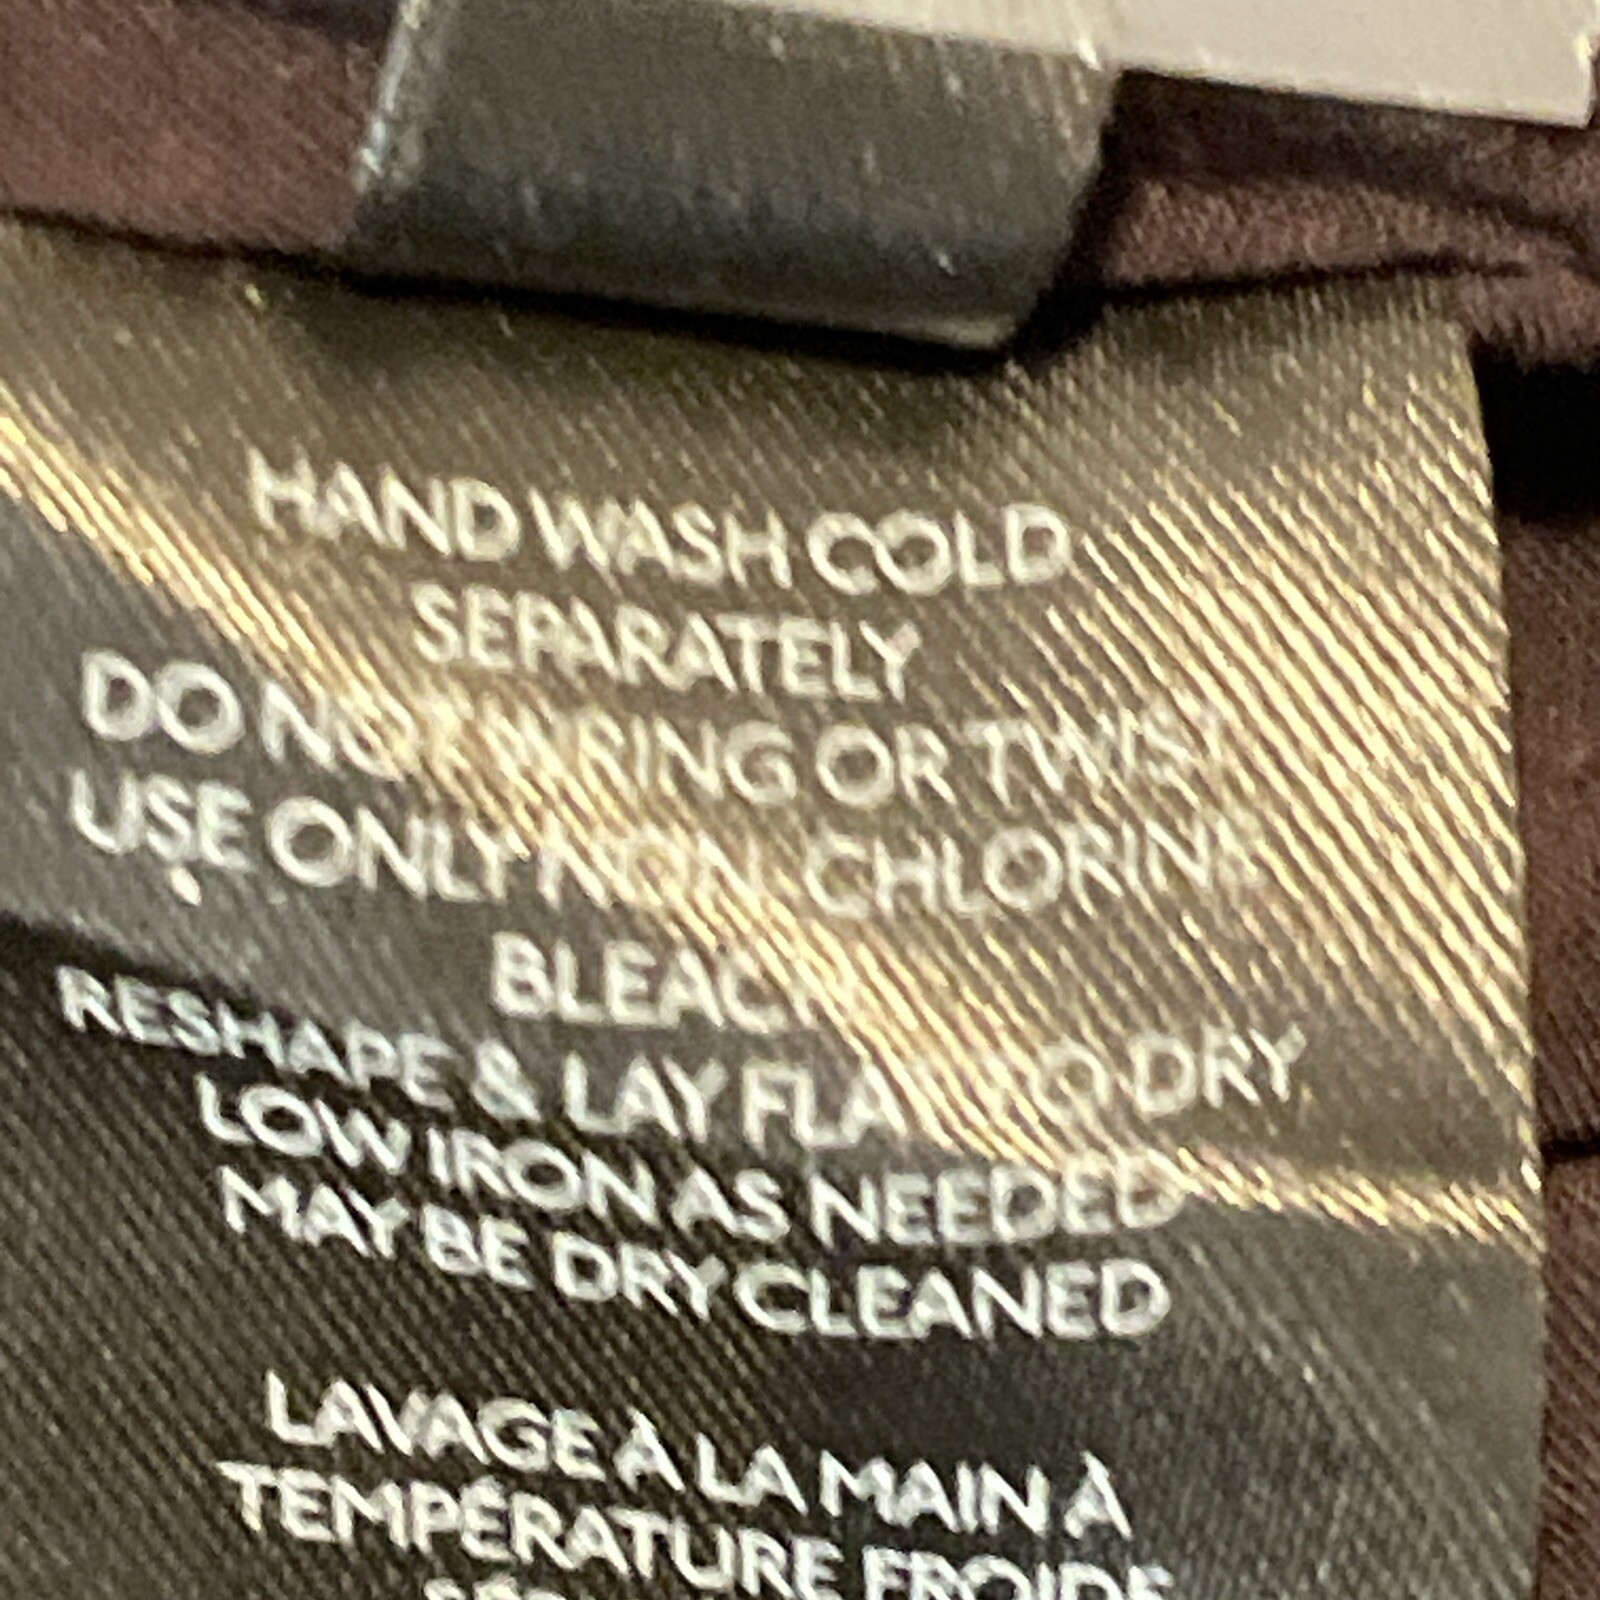 HAND WASH COLD
SEPARATELY
DO NOT WRING OR TWIST
USE ONLY NON-CHLORINE
BLEACH
RESHAPE & LAY FLAT TO DRY
LOW IRON AS NEEDED
MAY BE DRY CLEANED
LAVAGE À LA MAIN À
TEMPÉRATURE FROIDE